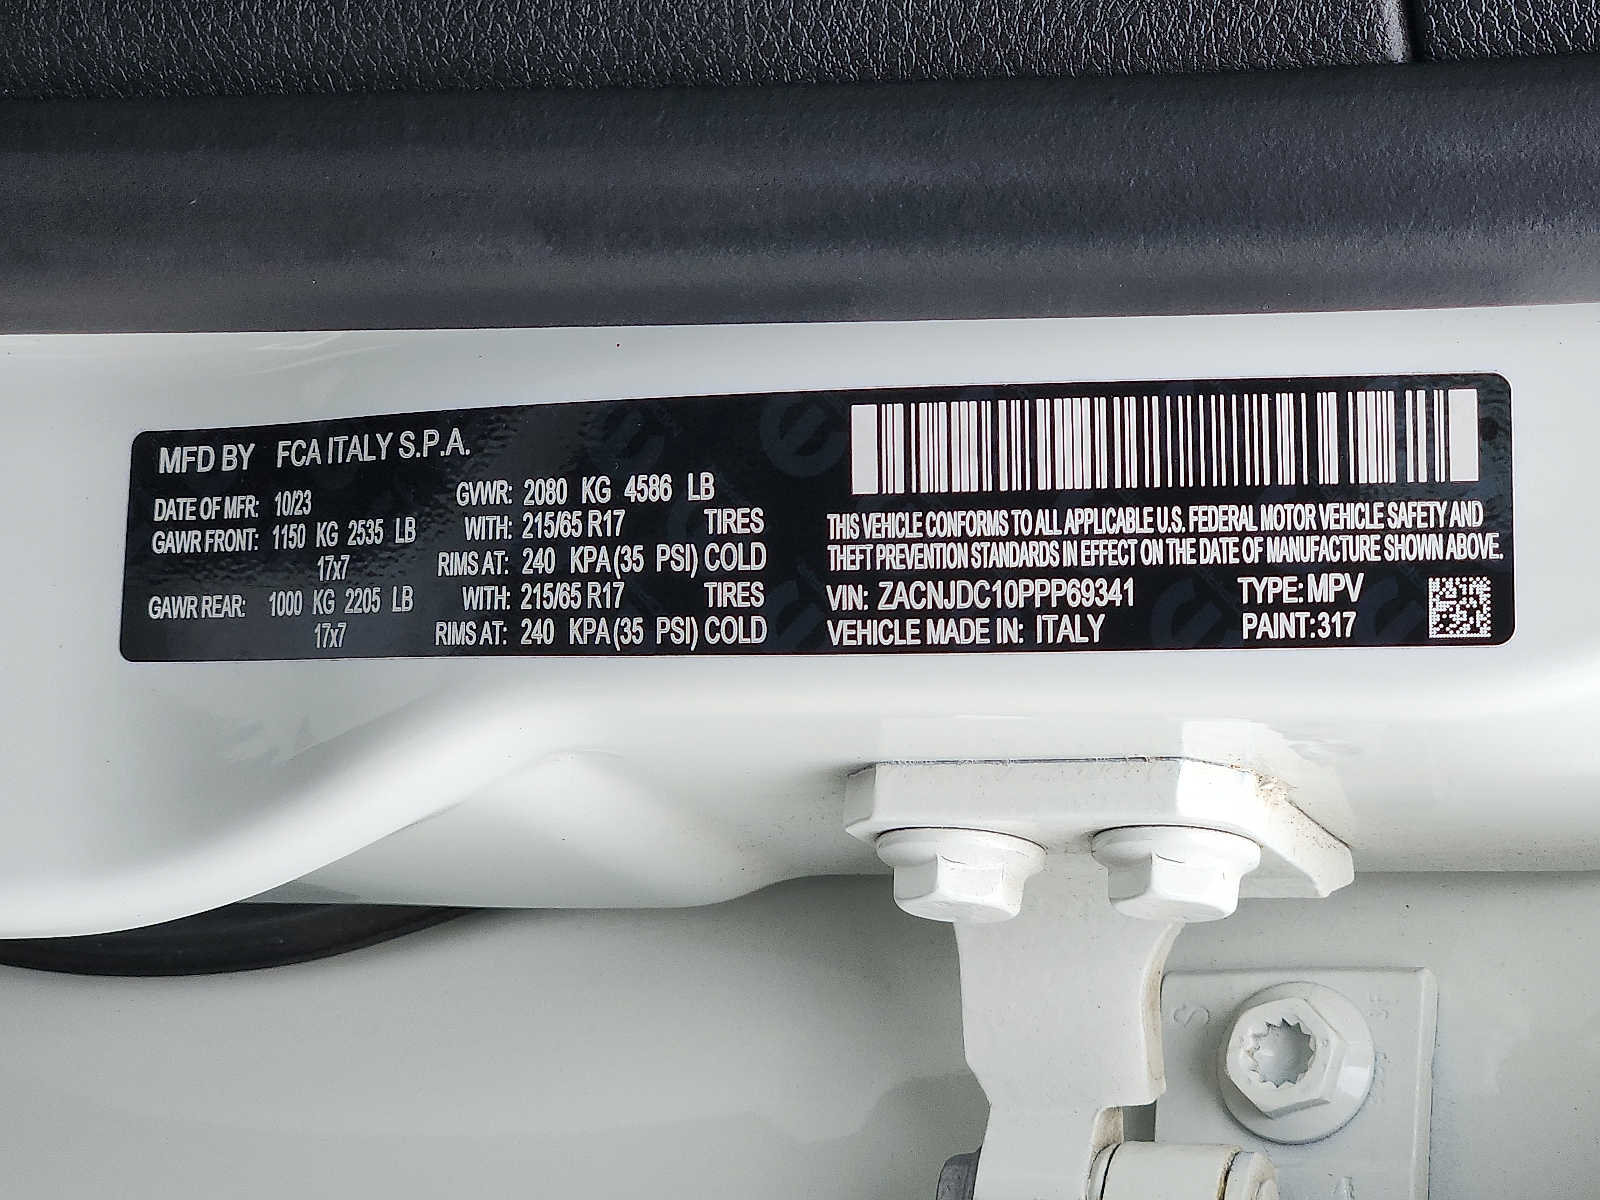 MFD BY FCA ITALY S.P.A.
DATE OF MFR: 10/23 GVWR: 2080 KG 4586 LB
GAWR FRONT: 1150 KG 2535 LB WITH: 215/65 R17 TIRES
17x7 RIMS AT: 240 KPA(35 PSI) COLD
GAWR REAR: 1000 KG 2205 LB WITH: 215/65 R17 TIRES
17x7 RIMS AT: 240 KPA(35 PSI) COLD
THIS VEHICLE CONFORMS TO ALL APPLICABLE U.S. FEDERAL MOTOR VEHICLE SAFETY AND
THEFT PREVENTION STANDARDS IN EFFECT ON THE DATE OF MANUFACTURE SHOWN ABOVE.
VIN: ZACNJDC10PPP69341 TYPE: MPV
VEHICLE MADE IN: ITALY PAINT: 317